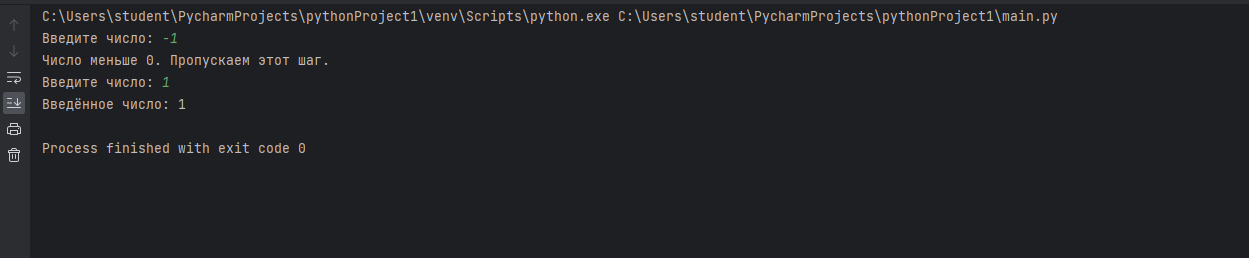 C:\Users\student\PycharmProjects\pythonProject1\venv\Scripts\python.exe C:\Users\student\PycharmProjects\pythonProject1\main.py
Введите число: -1
Число меньше 0. Пропускаем этот шаг.
Введите число: 1
Введённое число: 1
Process finished with exit code 0